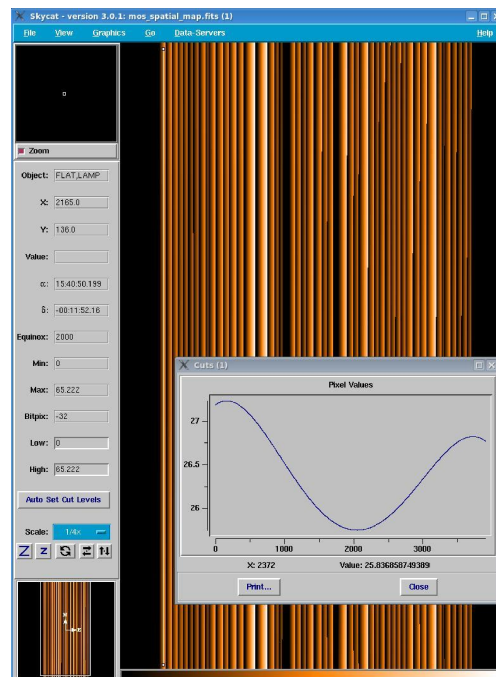 Skycat - version 3.0.1: mos_spatial_map.fits (1)
File View Graphics Go Data-Servers Help
Zoom
Object: FLAT,LAMP
X: 2165.0
Y: 136.0
Value:
α: 15:40:50.199
δ: -00:11:52.16
Equinox: 2000
Min: 0
Max: 65.222
Bitpix: -32
Low: 0
High: 65.222
Auto Set Cut Levels
Scale: 1/4x
Z z
Cuts (1)
Pixel Values
27
26.5
26
0 1000 2000 3000
X: 2372 Value: 25.836858749389
Print... Close